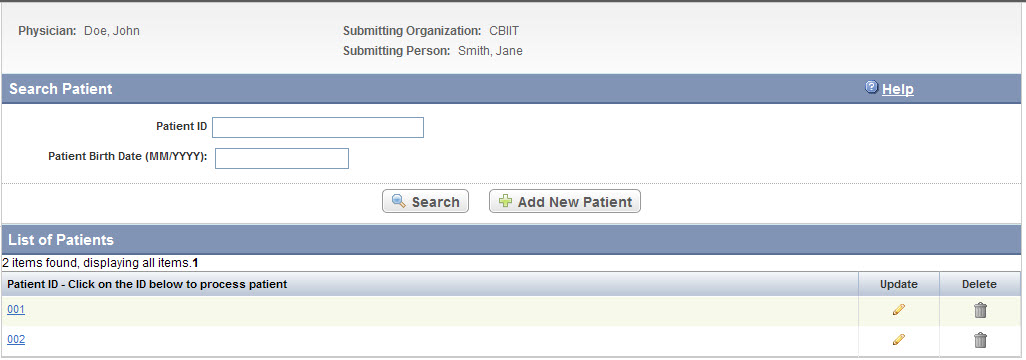 Physician: Doe, John Submitting Organization: CBIIT
Submitting Person: Smith, Jane
Search Patient Help
Patient ID
Patient Birth Date (MM/YYYY):
Search Add New Patient
List of Patients
2 items found, displaying all items.1
Patient ID - Click on the ID below to process patient Update Delete
001
002